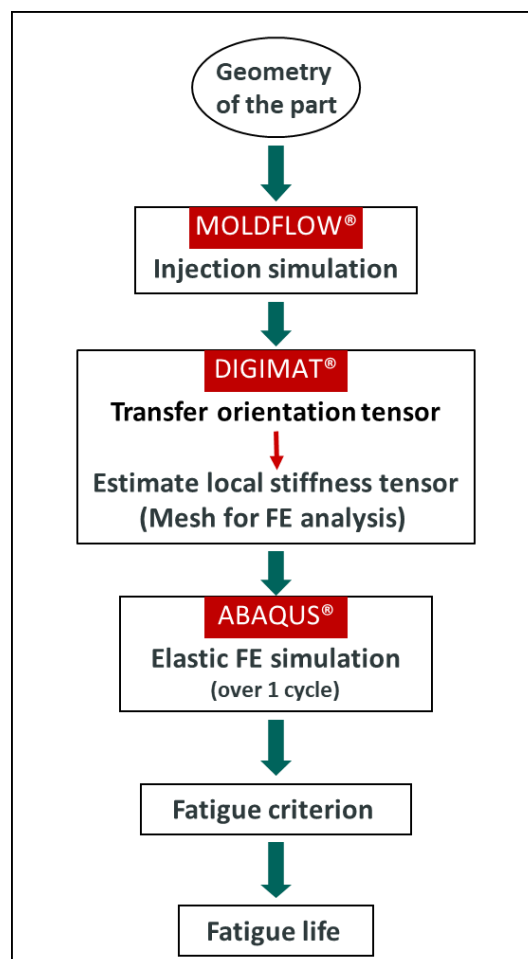 Geometry
of the part
MOLDFLOW®
Injection simulation
DIGIMAT®
Transfer orientation tensor
Estimate local stiffness tensor
(Mesh for FE analysis)
ABAQUS®
Elastic FE simulation
(over 1 cycle)
Fatigue criterion
Fatigue life